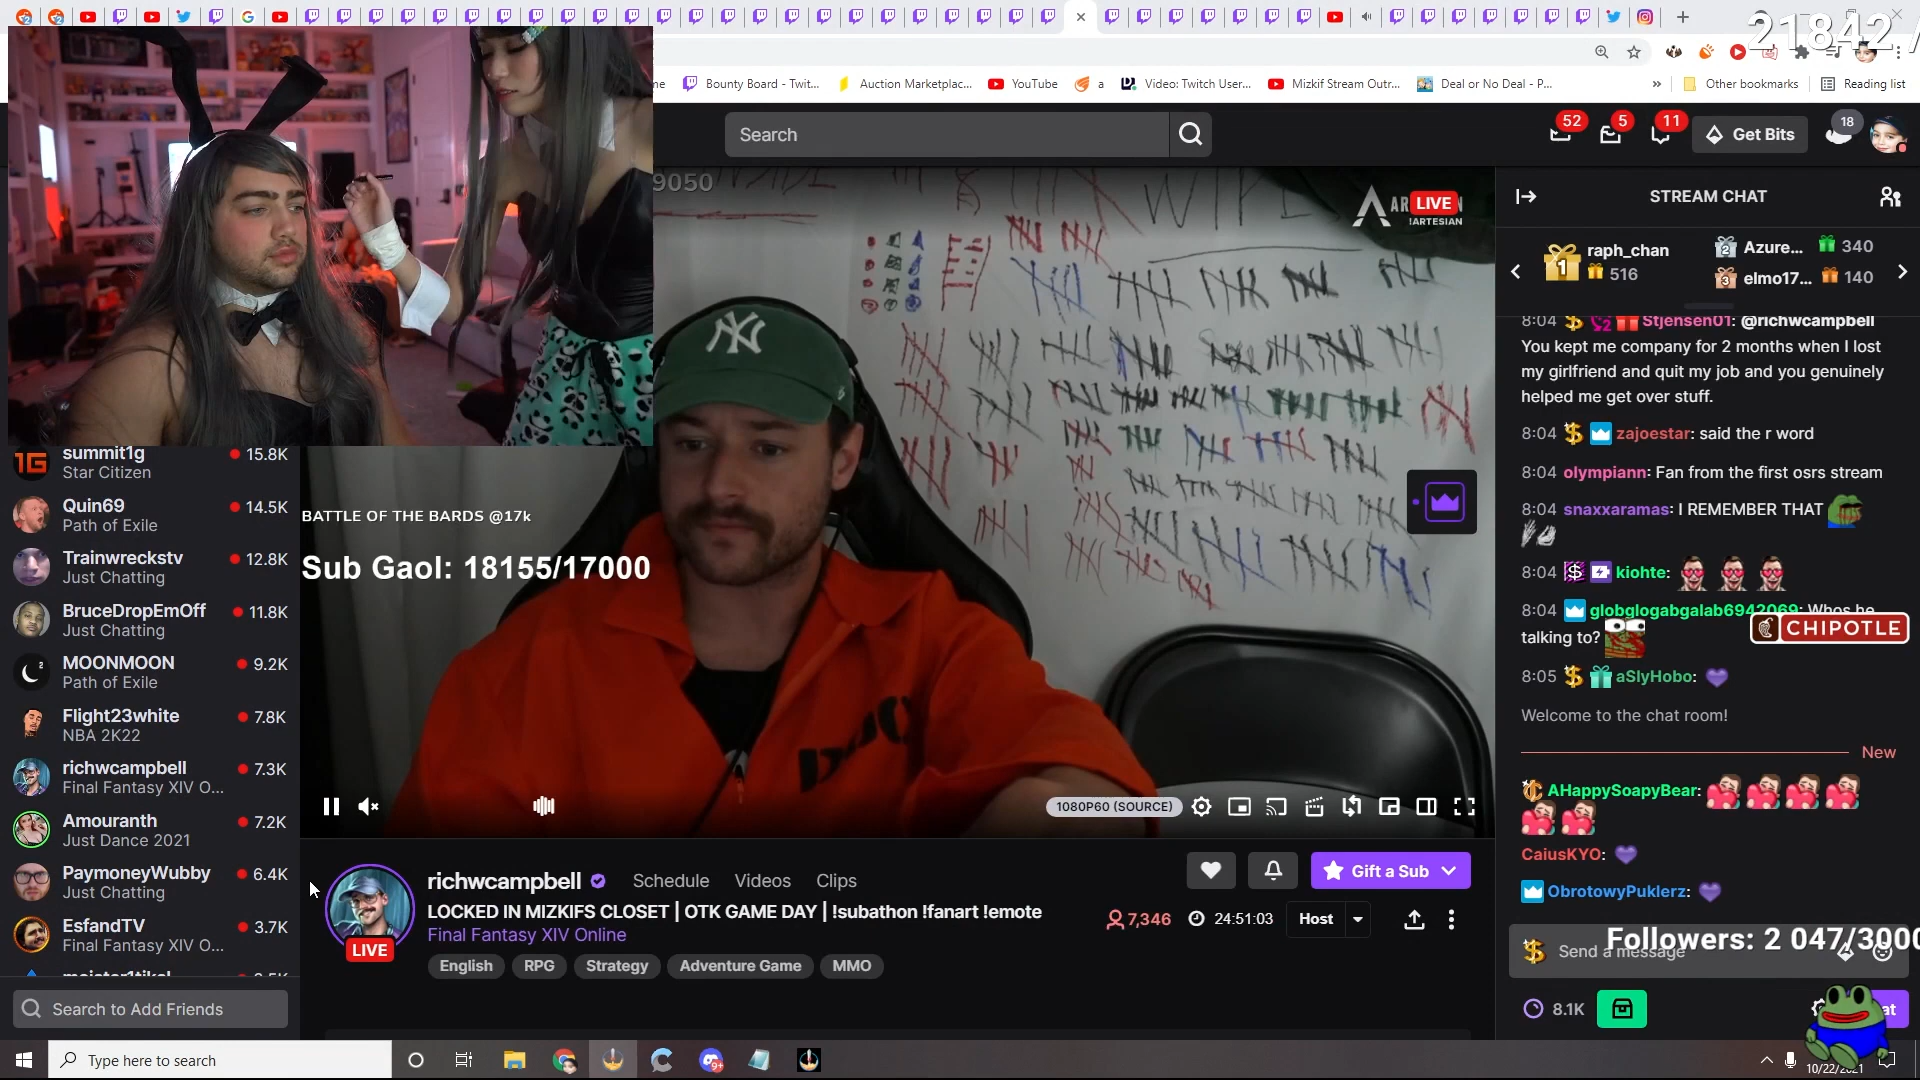 21842 /
me
Bounty Board - Twit...
Auction Marketplac...
YouTube
a
Video: Twitch User...
Mizkif Stream Outr...
Deal or No Deal - P...
»
Other bookmarks
Reading list
Search
52
5
11
Get Bits
18
9050
LIVE
!ARTESIAN
NY
STREAM CHAT
1
raph_chan
516
2
Azure...
340
3
elmo17...
140
8:04 Stjensen01: @richwcampbell
You kept me company for 2 months when I lost
my girlfriend and quit my job and you genuinely
helped me get over stuff.
8:04 zajoestar: said the r word
8:04 olympiann: Fan from the first osrs stream
8:04 snaxxaramas: I REMEMBER THAT
8:04 kiohte:
8:04 globglogabgalab6942069: Whos he
talking to?
CHIPOTLE
8:05 aSlyHobo:
Welcome to the chat room!
New
AHappySoapyBear:
CaiusKYO:
ObrotowyPuklerz:
Followers: 2 047/3000
Send a message
8.1K
summit1g
Star Citizen
15.8K
Quin69
Path of Exile
14.5K
Trainwreckstv
Just Chatting
12.8K
BruceDropEmOff
Just Chatting
11.8K
MOONMOON
Path of Exile
9.2K
Flight23white
NBA 2K22
7.8K
richwcampbell
Final Fantasy XIV O...
7.3K
Amouranth
Just Dance 2021
7.2K
PaymoneyWubby
Just Chatting
6.4K
EsfandTV
Final Fantasy XIV O...
3.7K
Search to Add Friends
BATTLE OF THE BARDS @17k
Sub Gaol: 18155/17000
1080P60 (SOURCE)
LIVE
richwcampbell
Schedule
Videos
Clips
Gift a Sub
LOCKED IN MIZKIFS CLOSET | OTK GAME DAY | !subathon !fanart !emote
Final Fantasy XIV Online
English
RPG
Strategy
Adventure Game
MMO
7,346
24:51:03
Host
Type here to search
9+